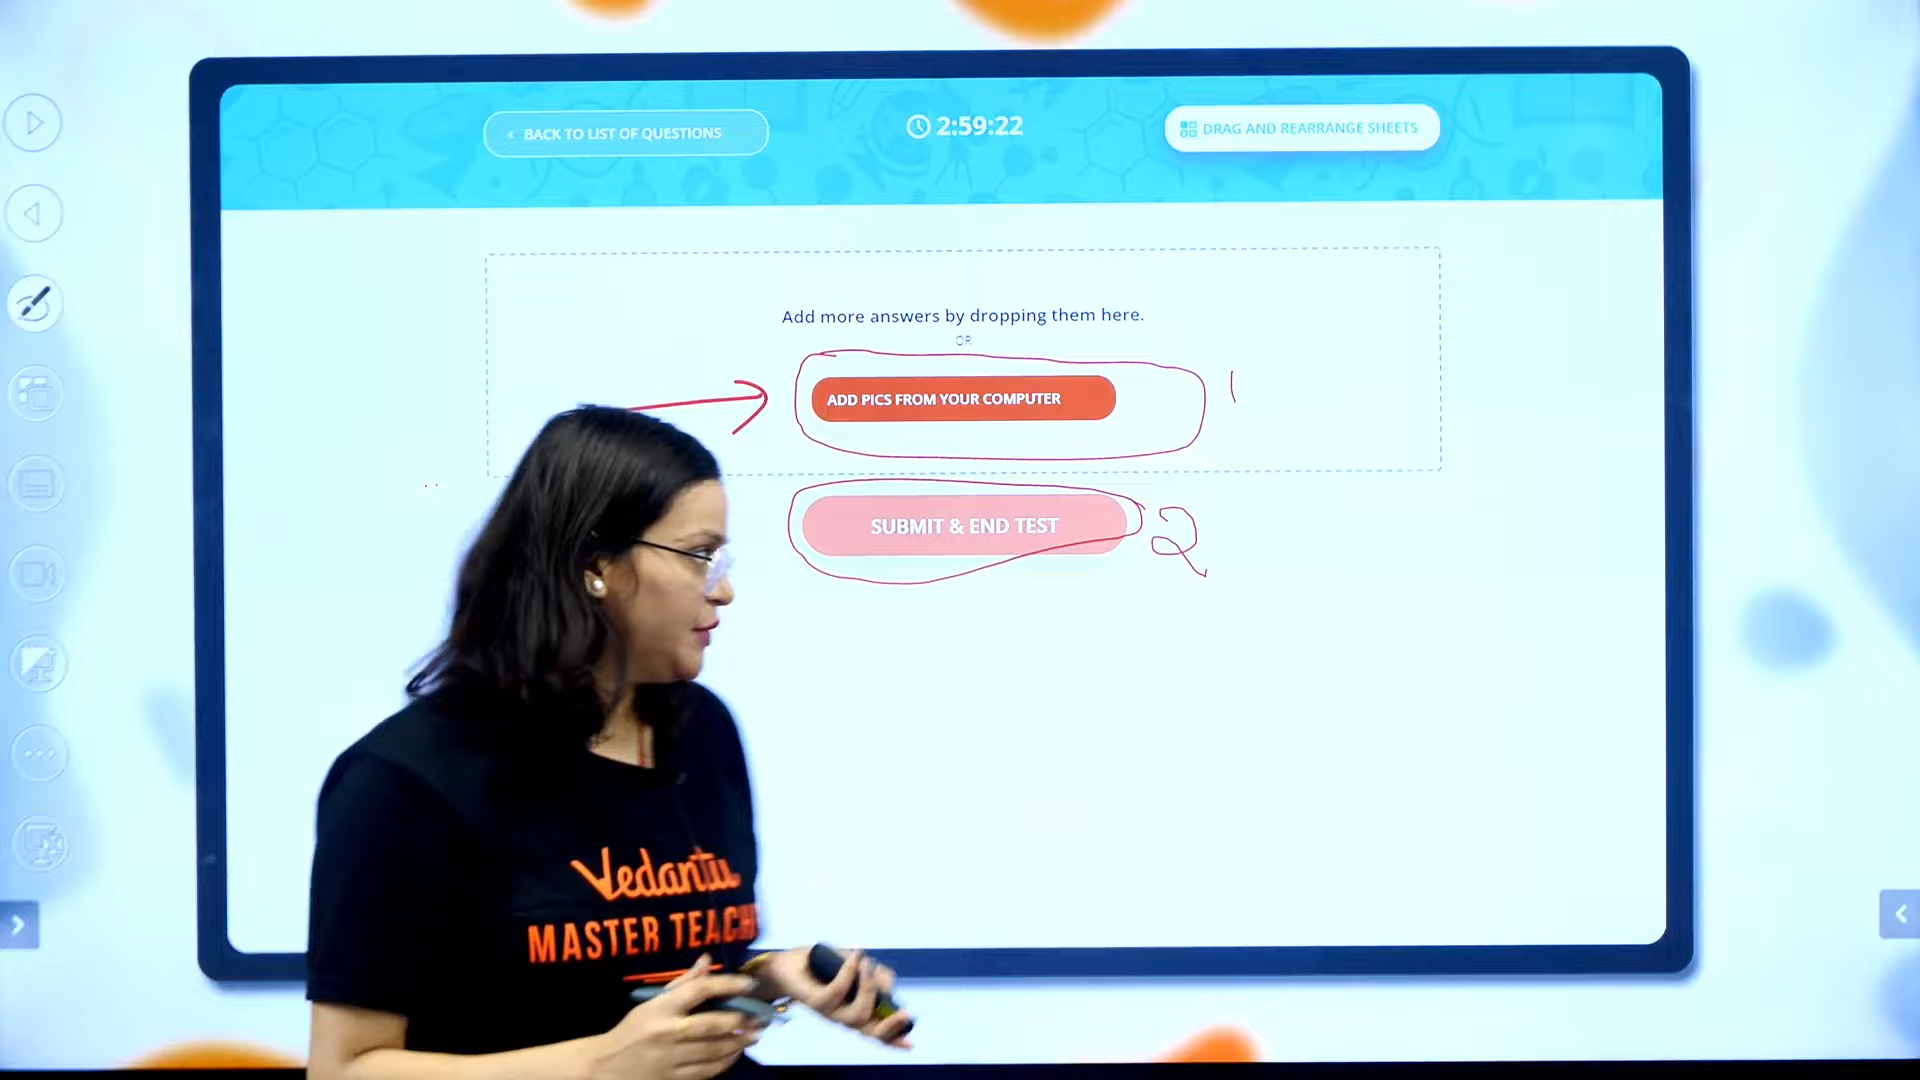 BACK TO LIST OF QUESTIONS
2:59:22
DRAG AND REARRANGE SHEETS
Add more answers by dropping them here.
OR
ADD PICS FROM YOUR COMPUTER
1
SUBMIT & END TEST
2
Vedantu
MASTER TEACH